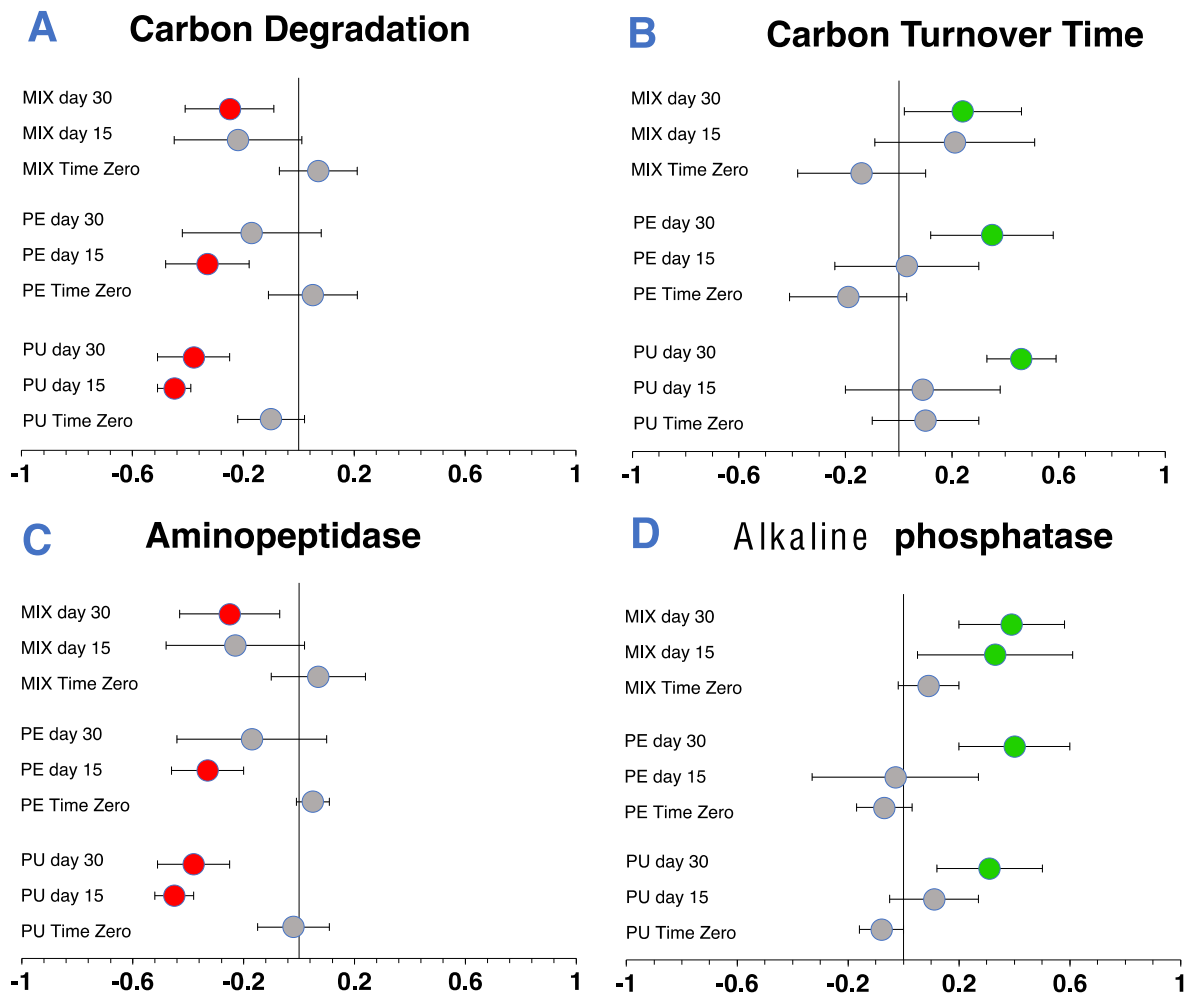 A Carbon Degradation
MIX day 30
MIX day 15
MIX Time Zero
PE day 30
PE day 15
PE Time Zero
PU day 30
PU day 15
PU Time Zero
-1 -0.6 -0.2 0.2 0.6 1
B Carbon Turnover Time
MIX day 30
MIX day 15
MIX Time Zero
PE day 30
PE day 15
PE Time Zero
PU day 30
PU day 15
PU Time Zero
-1 -0.6 -0.2 0.2 0.6 1
C Aminopeptidase
MIX day 30
MIX day 15
MIX Time Zero
PE day 30
PE day 15
PE Time Zero
PU day 30
PU day 15
PU Time Zero
-1 -0.6 -0.2 0.2 0.6 1
D Alkaline phosphatase
MIX day 30
MIX day 15
MIX Time Zero
PE day 30
PE day 15
PE Time Zero
PU day 30
PU day 15
PU Time Zero
-1 -0.6 -0.2 0.2 0.6 1